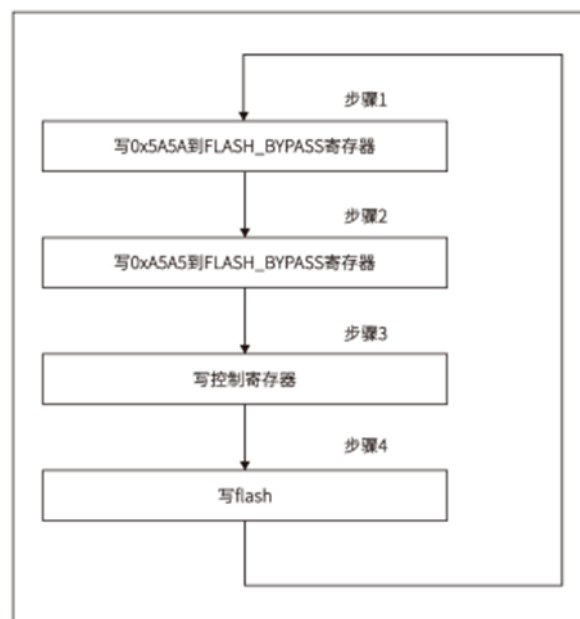 步骤1
写0x5A5A到FLASH_BYPASS寄存器
步骤2
写0xA5A5到FLASH_BYPASS寄存器
步骤3
写控制寄存器
步骤4
写flash